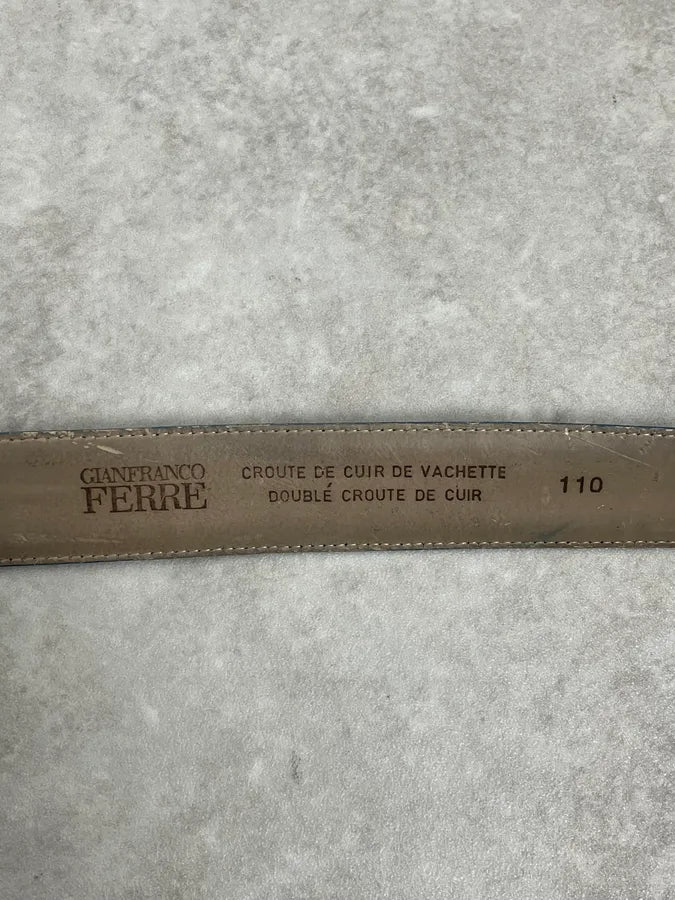 GIANFRANCO
FERRE
CROUTE DE CUIR DE VACHETTE
DOUBLÉ CROUTE DE CUIR
110